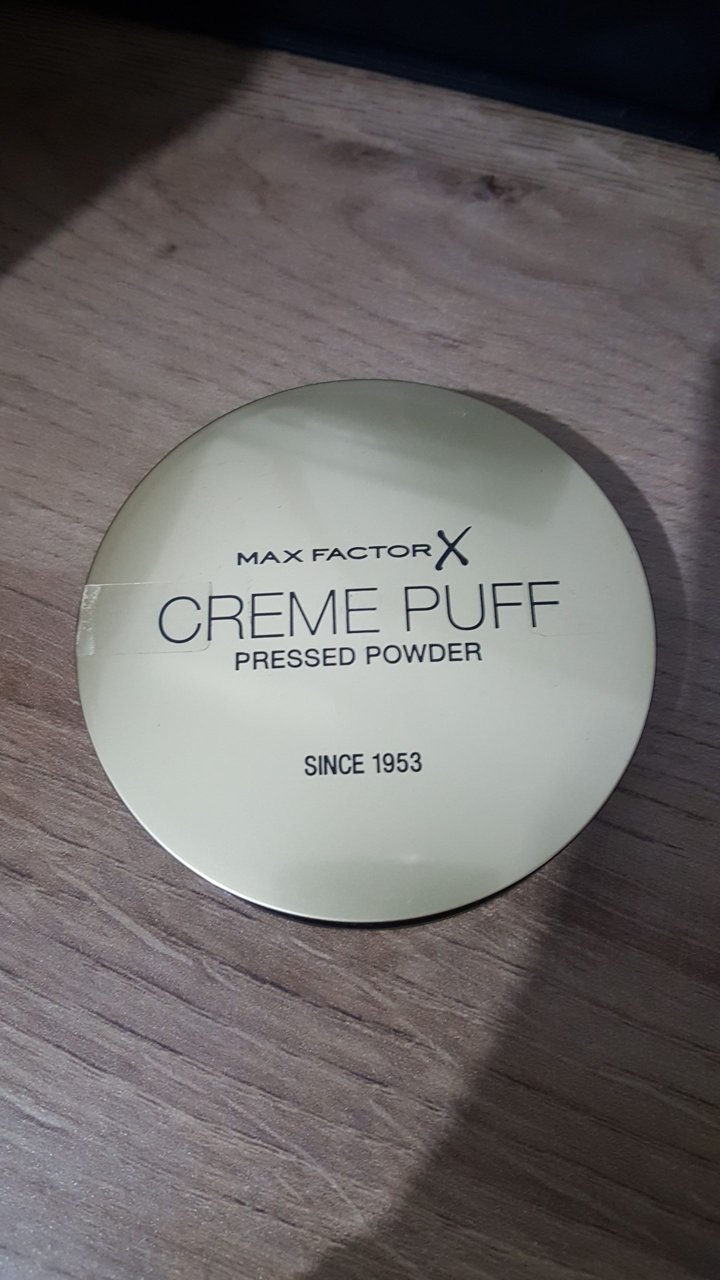 MAX FACTOR X
CREME PUFF
PRESSED POWDER
SINCE 1953